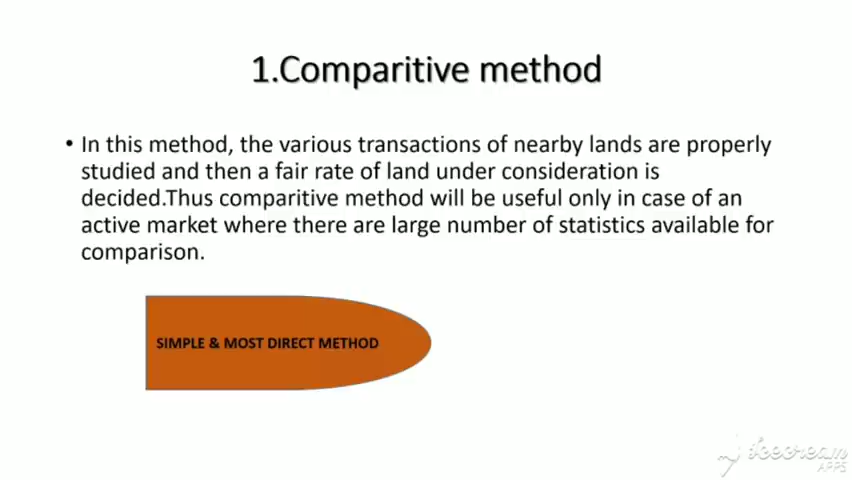 1.Comparitive method
• In this method, the various transactions of nearby lands are properly
studied and then a fair rate of land under consideration is
decided.Thus comparitive method will be useful only in case of an
active market where there are large number of statistics available for
comparison.
SIMPLE & MOST DIRECT METHOD
Icecream
APPS